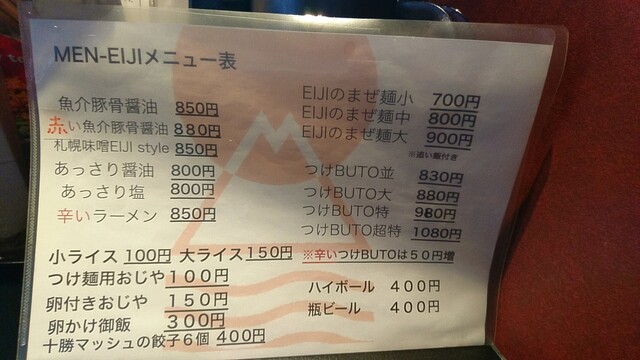 MEN-EIJIメニュー表
魚介豚骨醤油 850円
赤い魚介豚骨醤油 880円
札幌味噌EIJI style 850円
あっさり醤油 800円
あっさり塩 800円
辛いラーメン 850円
EIJIのまぜ麺小 700円
EIJIのまぜ麺中 800円
EIJIのまぜ麺大 900円
※追い飯付き
つけBUTO並 830円
つけBUTO大 880円
つけBUTO特 980円
つけBUTO超特 1080円
小ライス 100円 大ライス 150円 ※辛いつけBUTOは５０円増
つけ麺用おじや １００円
卵付きおじや １５０円
卵かけ御飯 ３００円
十勝マッシュの餃子６個 ４００円
ハイボール ４００円
瓶ビール ４００円